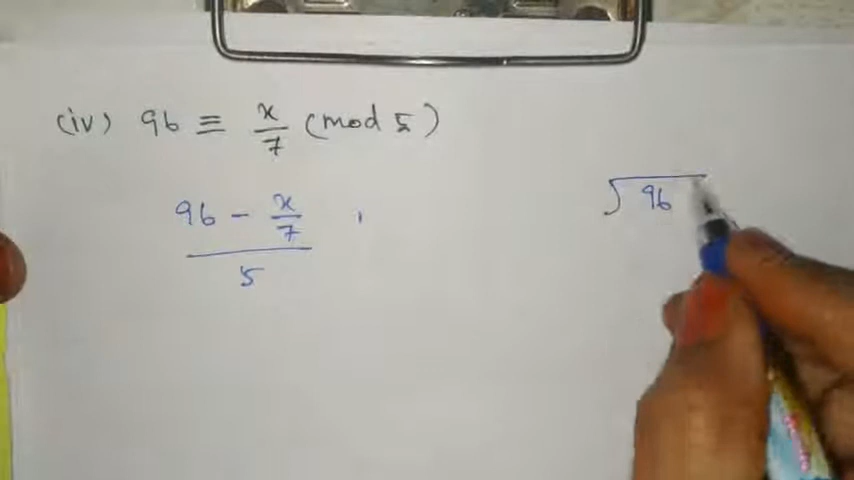 (iv) 96 ≡ x/7 (mod 5)
96 - x/7 ,
5
96